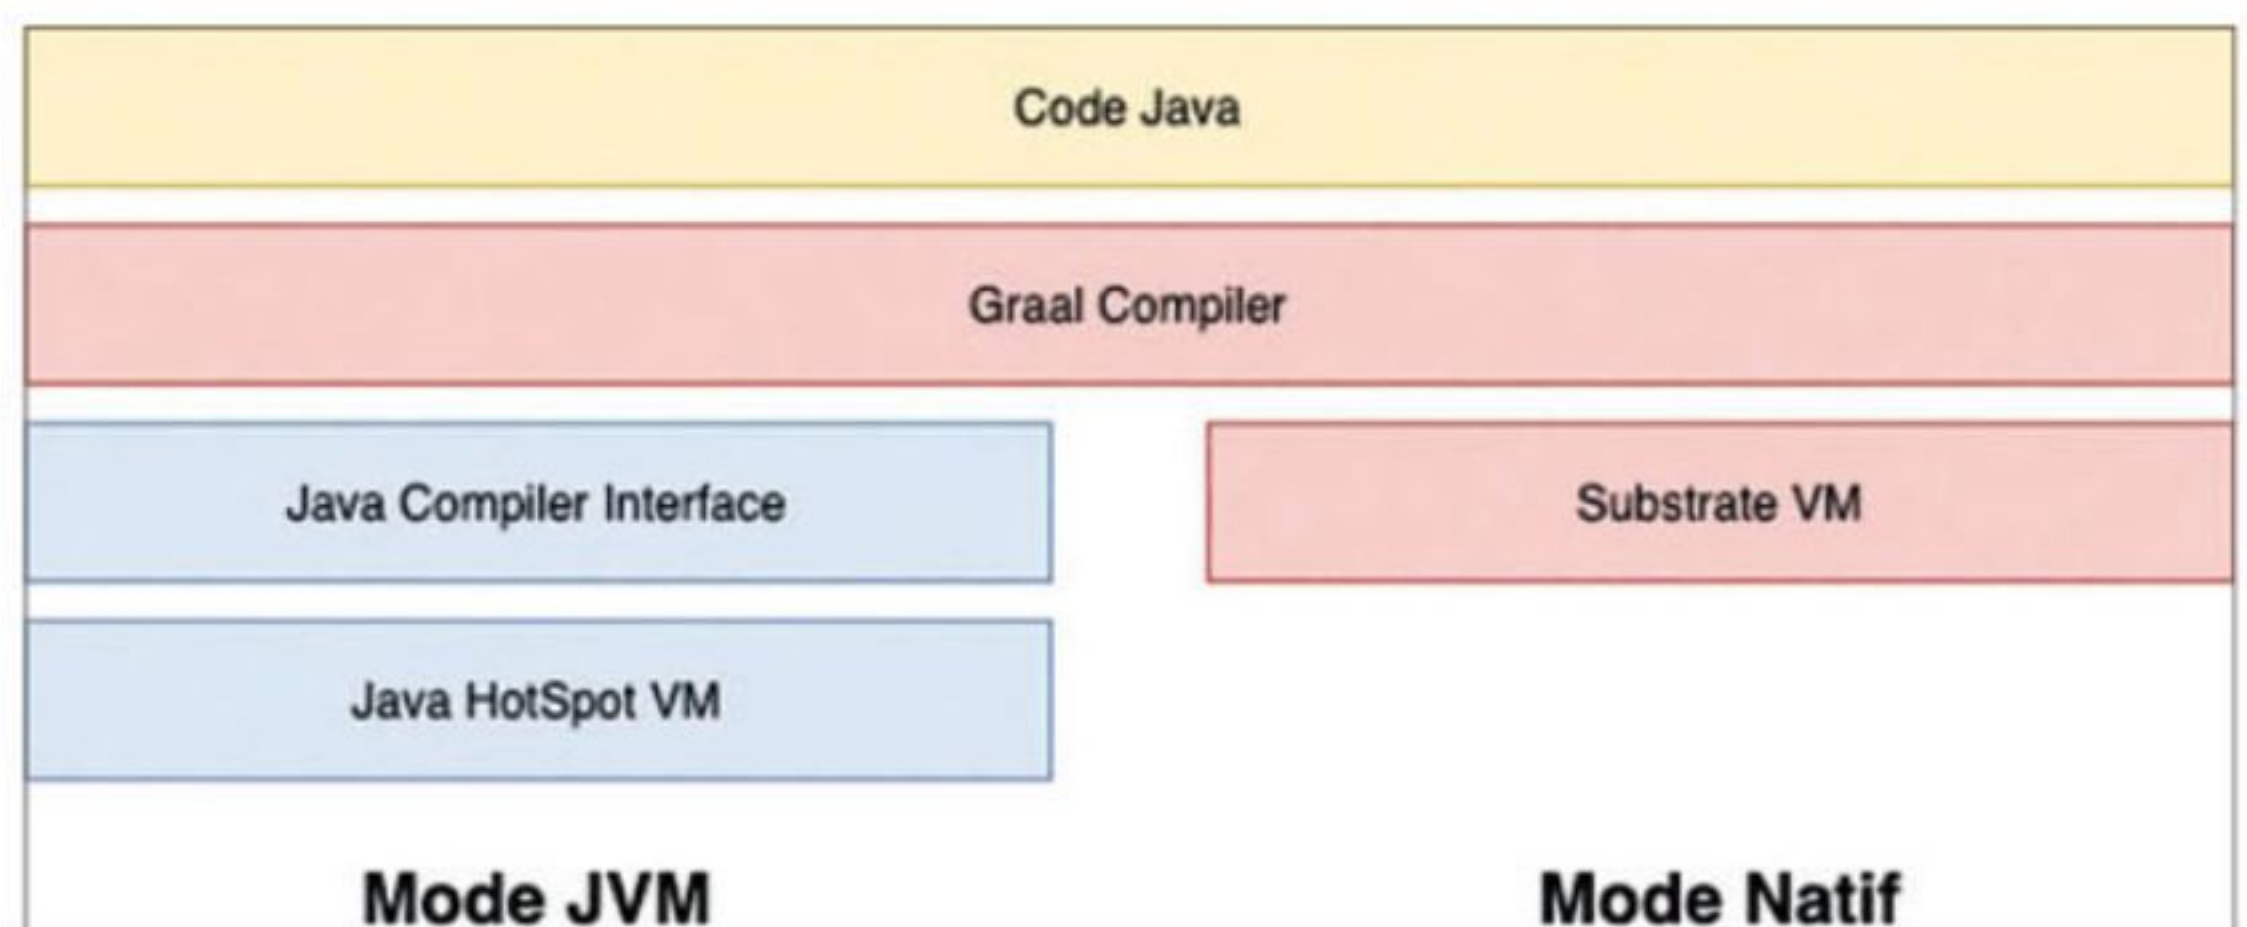 Code Java
Graal Compiler
Java Compiler Interface
Substrate VM
Java HotSpot VM
Mode JVM
Mode Natif